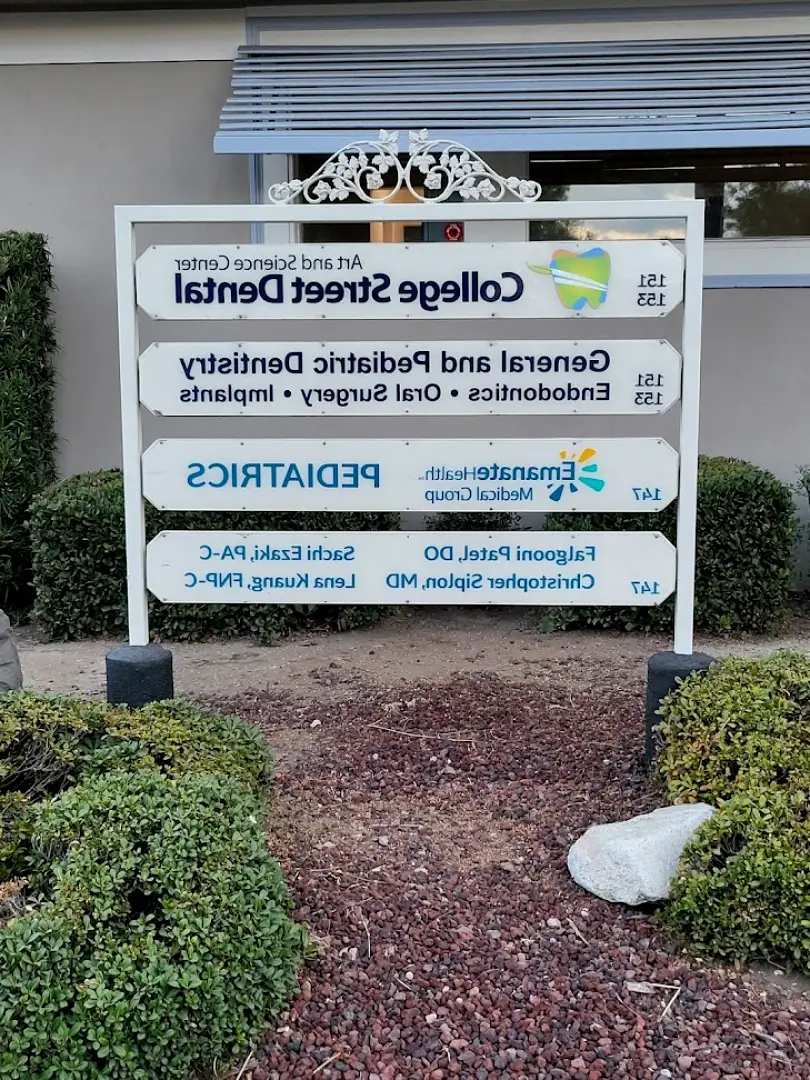 151 Art and Science Center
153 College Street Dental
151 General and Pediatric Dentistry
153 Endodontics • Oral Surgery • Implants
147 EmanateHealth™ PEDIATRICS
Medical Group
Falgooni Patel, DO Sachi Ezaki, PA-C
147 Christopher Siplon, MD Lena Kuang, FNP-C